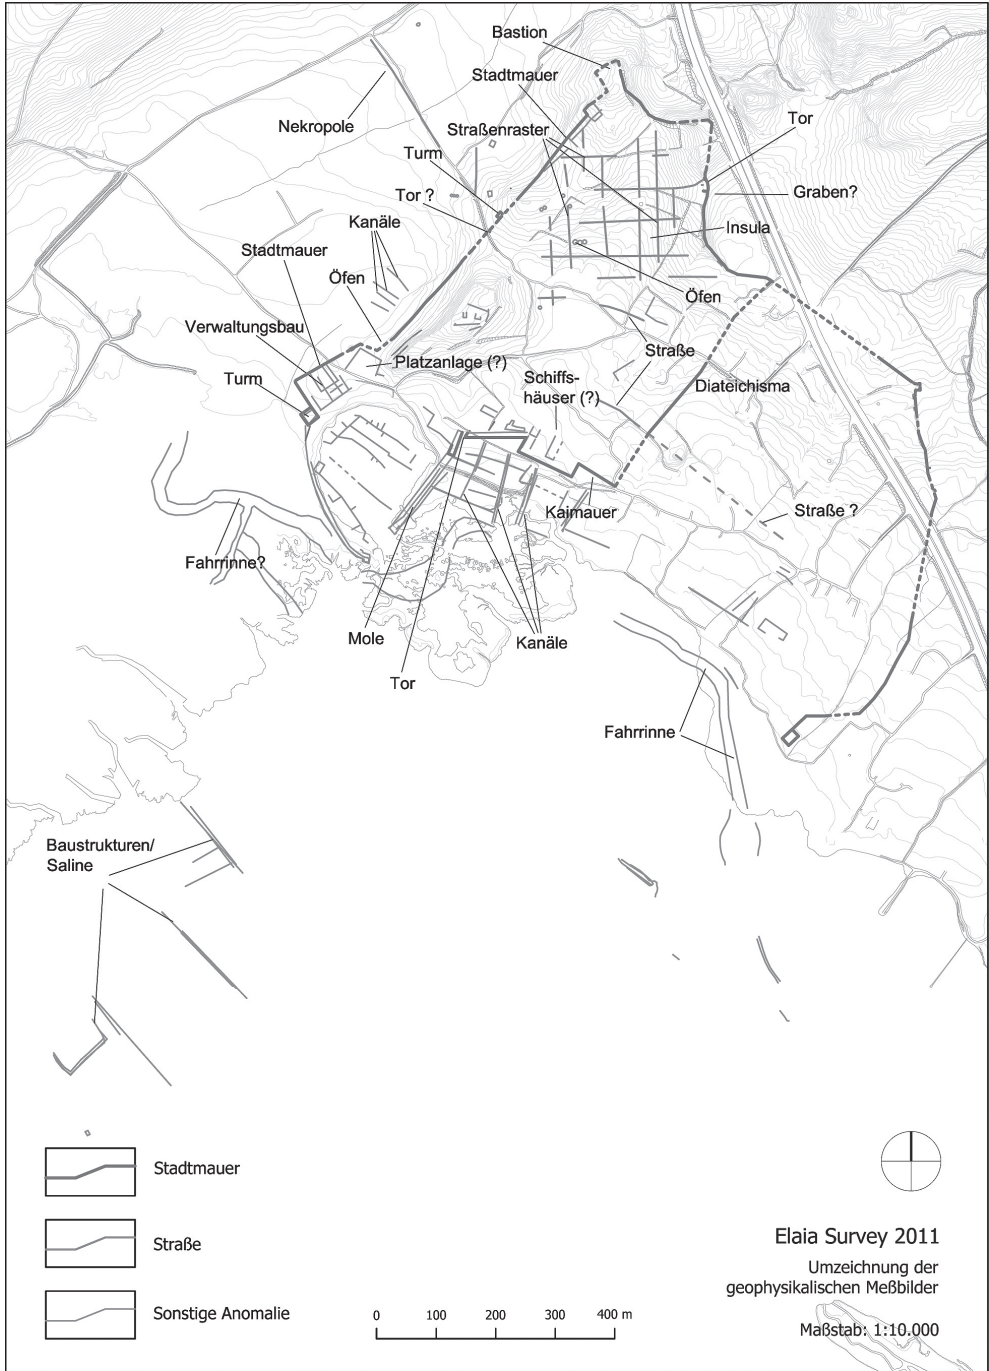 Bastion
Stadtmauer
Tor
Nekropole
Straßenraster
Turm
Tor ?
Graben?
Kanäle
Insula
Stadtmauer
Öfen
Öfen
Verwaltungsbau
Straße
Platzanlage (?)
Turm
Schiffs-
häuser (?)
Diateichisma
Kaimauer
Straße ?
Fahrrinne?
Mole
Kanäle
Tor
Fahrrinne
Baustrukturen/
Saline
Stadtmauer
Straße
Sonstige Anomalie
0 100 200 300 400 m
Elaia Survey 2011
Umzeichnung der
geophysikalischen Meßbilder
Maßstab: 1:10.000